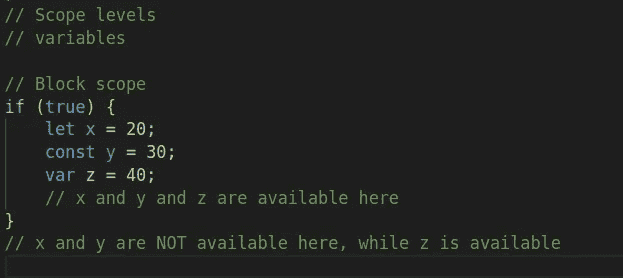 // Scope levels
// variables
// Block scope
if (true) {
    let x = 20;
    const y = 30;
    var z = 40;
    // x and y and z are available here
}
// x and y are NOT available here, while z is available